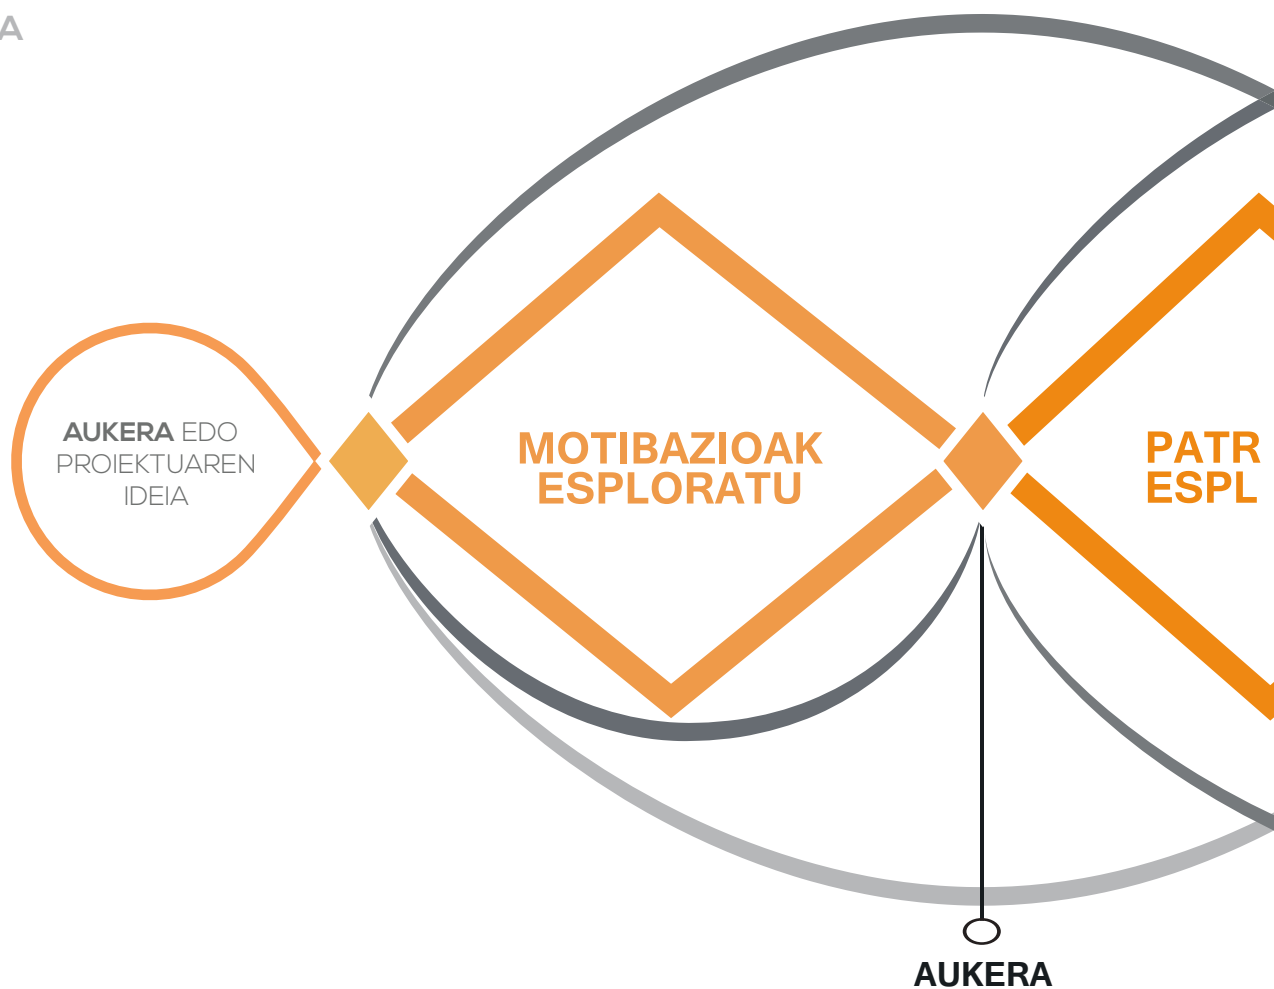 A
AUKERA EDO
PROIEKTUAREN
IDEIA
MOTIBAZIOAK
ESPLORATU
PATR
ESPL
AUKERA